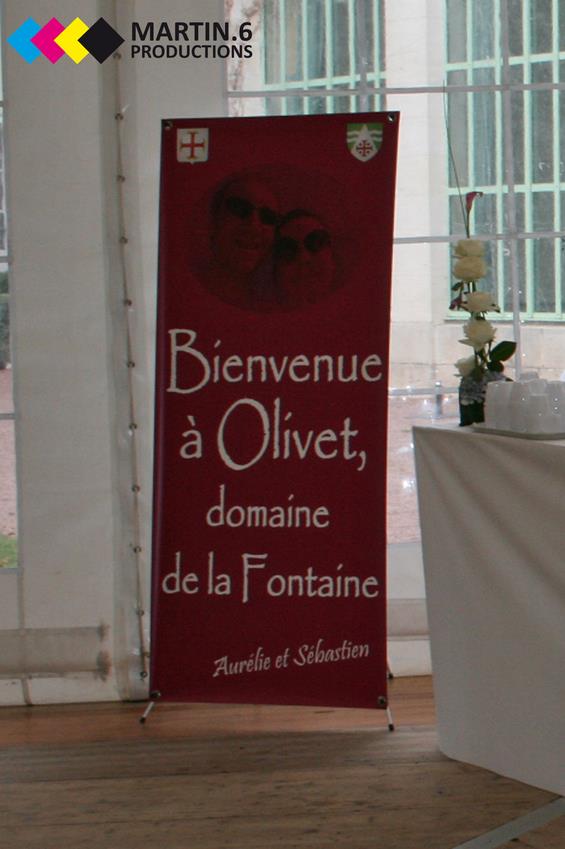 MARTIN.6
PRODUCTIONS
Bienvenue
à Olivet,
domaine
de la Fontaine
Aurélie et Sébastien